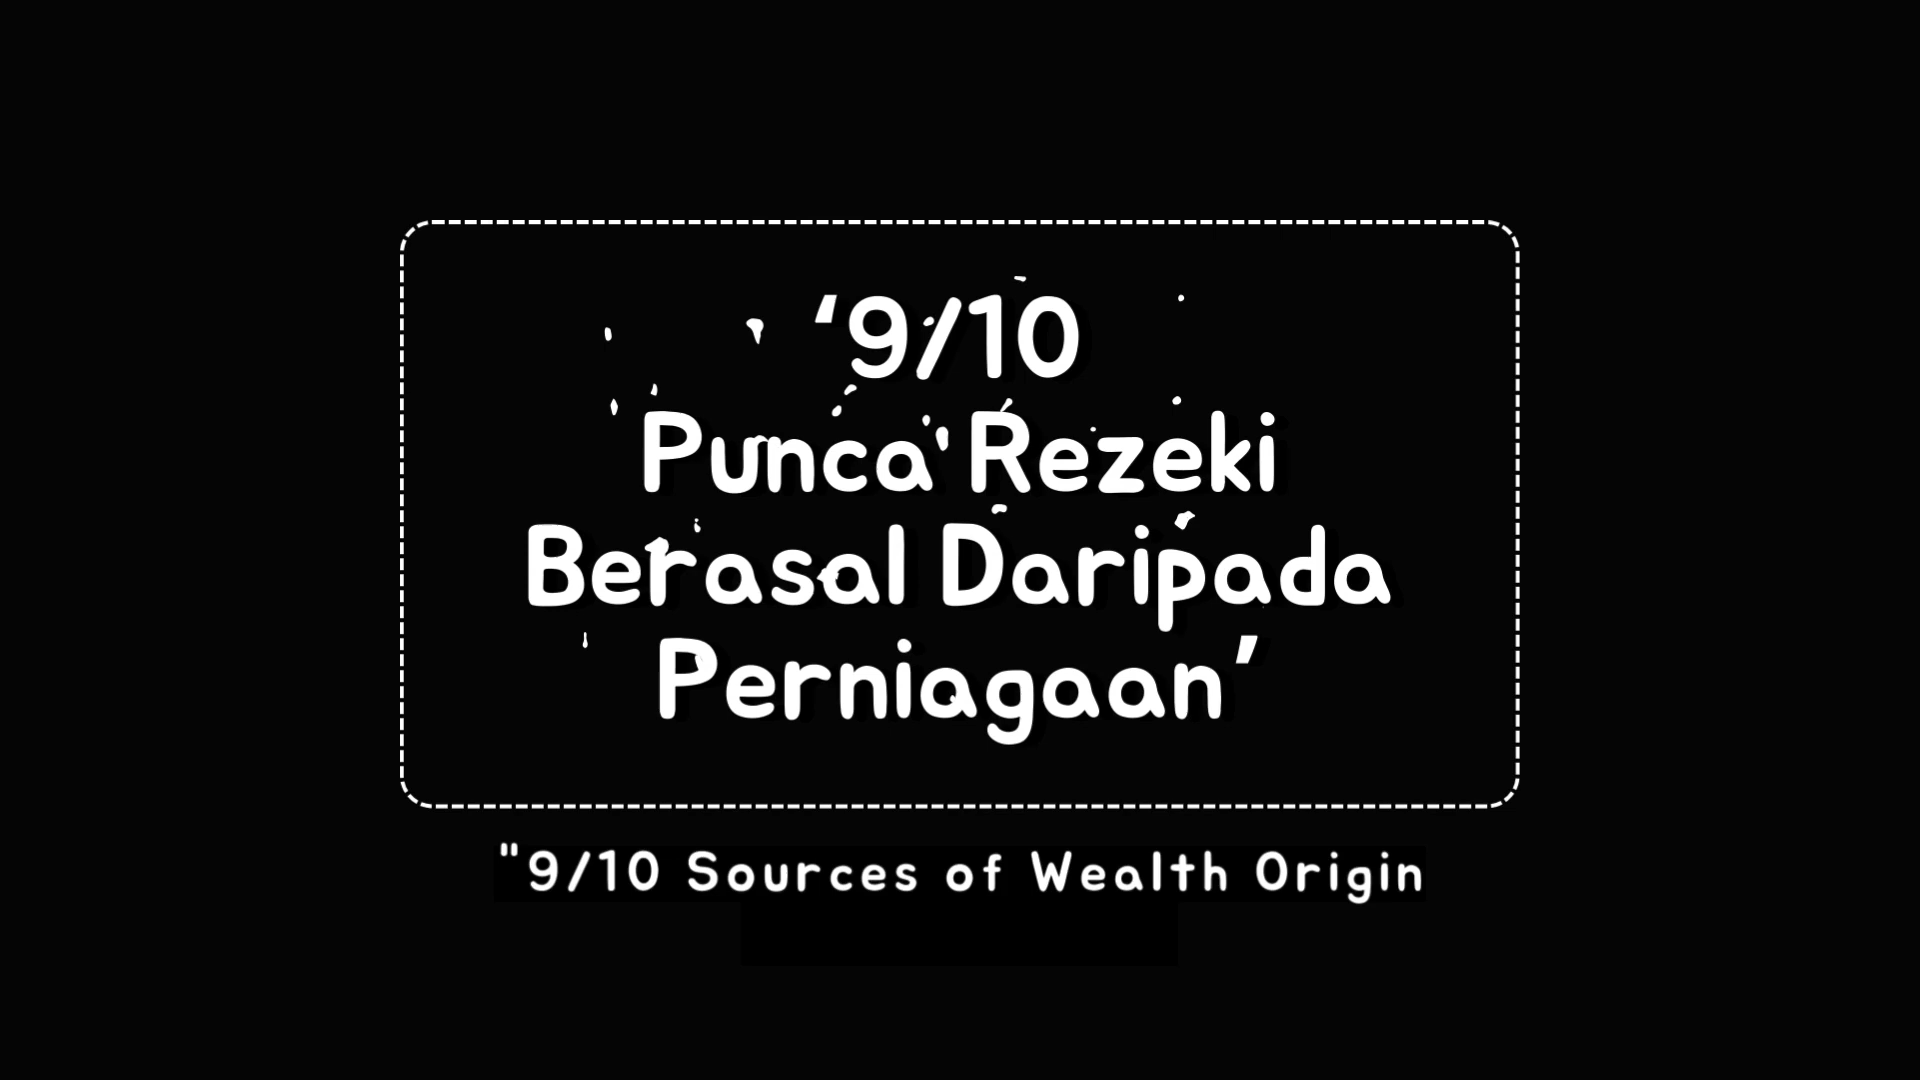 ‘9/10
Punca Rezeki
Berasal Daripada
Perniagaan’
"9/10 Sources of Wealth Origin